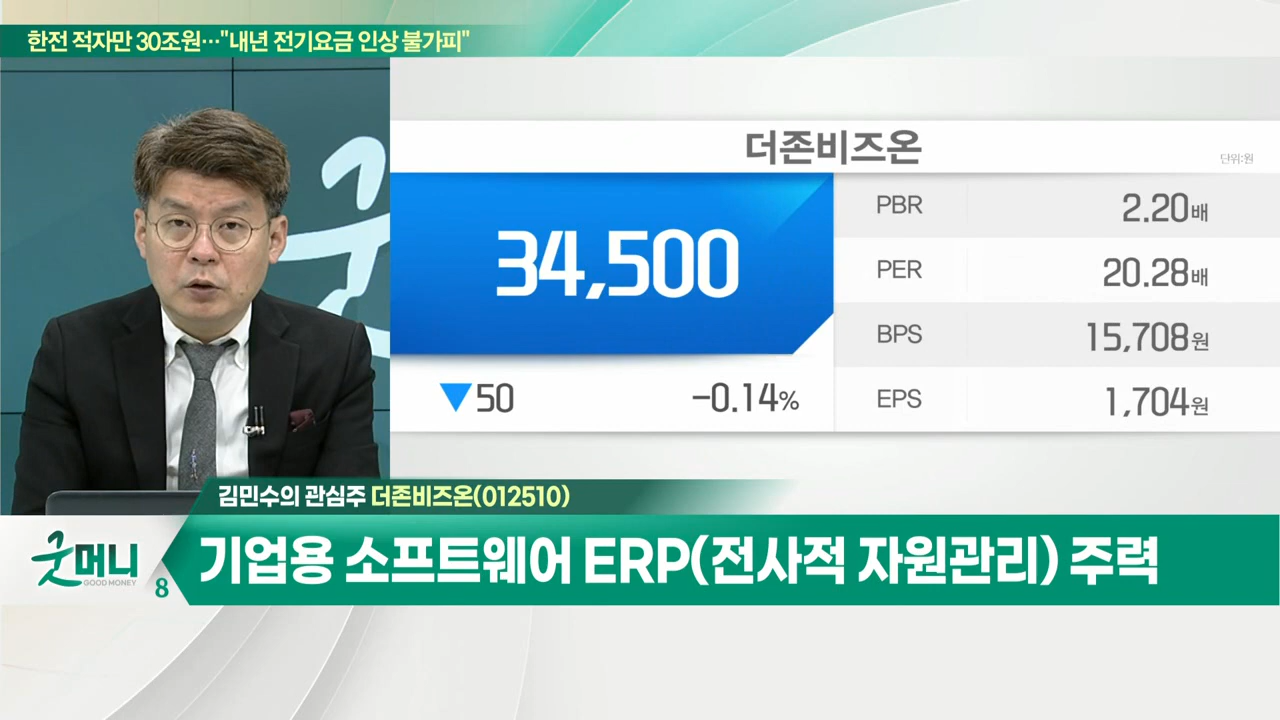 한전 적자만 30조원…"내년 전기요금 인상 불가피"
더존비즈온
단위:원
34,500
▼50 -0.14%
PBR 2.20배
PER 20.28배
BPS 15,708원
EPS 1,704원
김민수의 관심주 더존비즈온(012510)
굿머니
GOOD MONEY
8
기업용 소프트웨어 ERP(전사적 자원관리) 주력